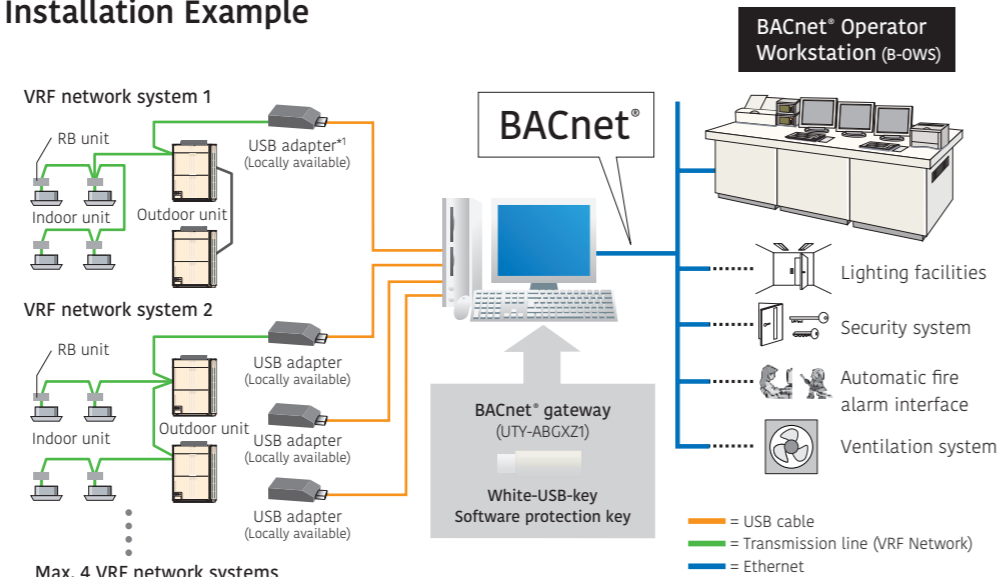 Installation Example
BACnet® Operator
Workstation (B-OWS)
VRF network system 1
RB unit
USB adapter*1
(Locally available)
Indoor unit
Outdoor unit
BACnet®
VRF network system 2
RB unit
USB adapter
(Locally available)
Indoor unit
Outdoor unit
USB adapter
(Locally available)
USB adapter
(Locally available)
Max. 4 VRF network systems
BACnet® gateway
(UTY-ABGXZ1)
White-USB-key
Software protection key
Lighting facilities
Security system
Automatic fire
alarm interface
Ventilation system
= USB cable
= Transmission line (VRF Network)
= Ethernet